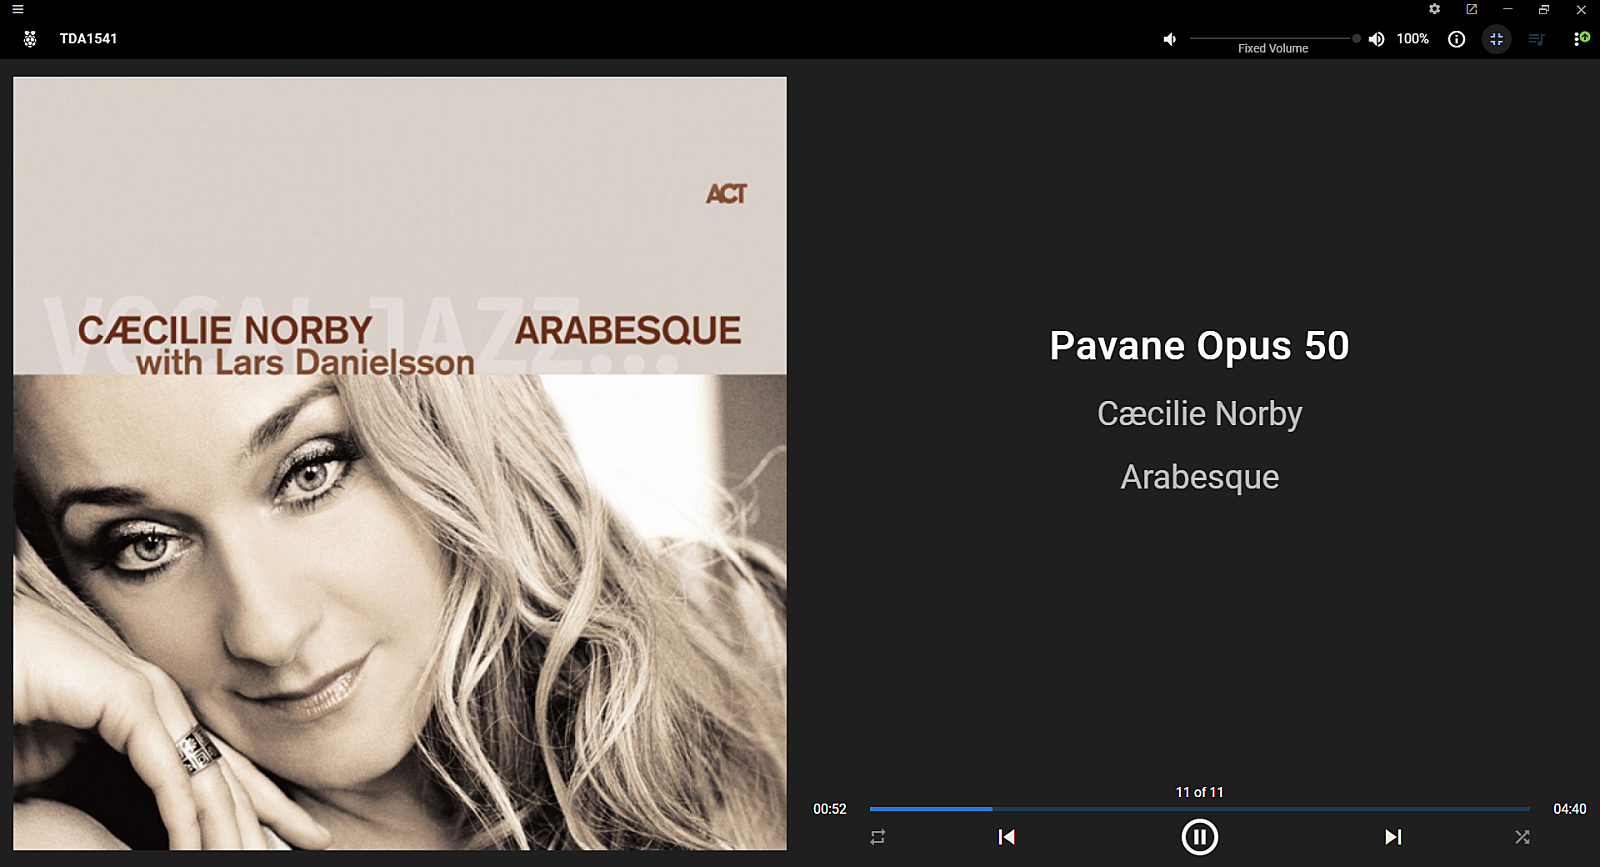 TDA1541
Fixed Volume
100%
ACT
VOCAL JAZZ...
CÆCILIE NORBY ARABESQUE
with Lars Danielsson
Pavane Opus 50
Cæcilie Norby
Arabesque
11 of 11
00:52
04:40